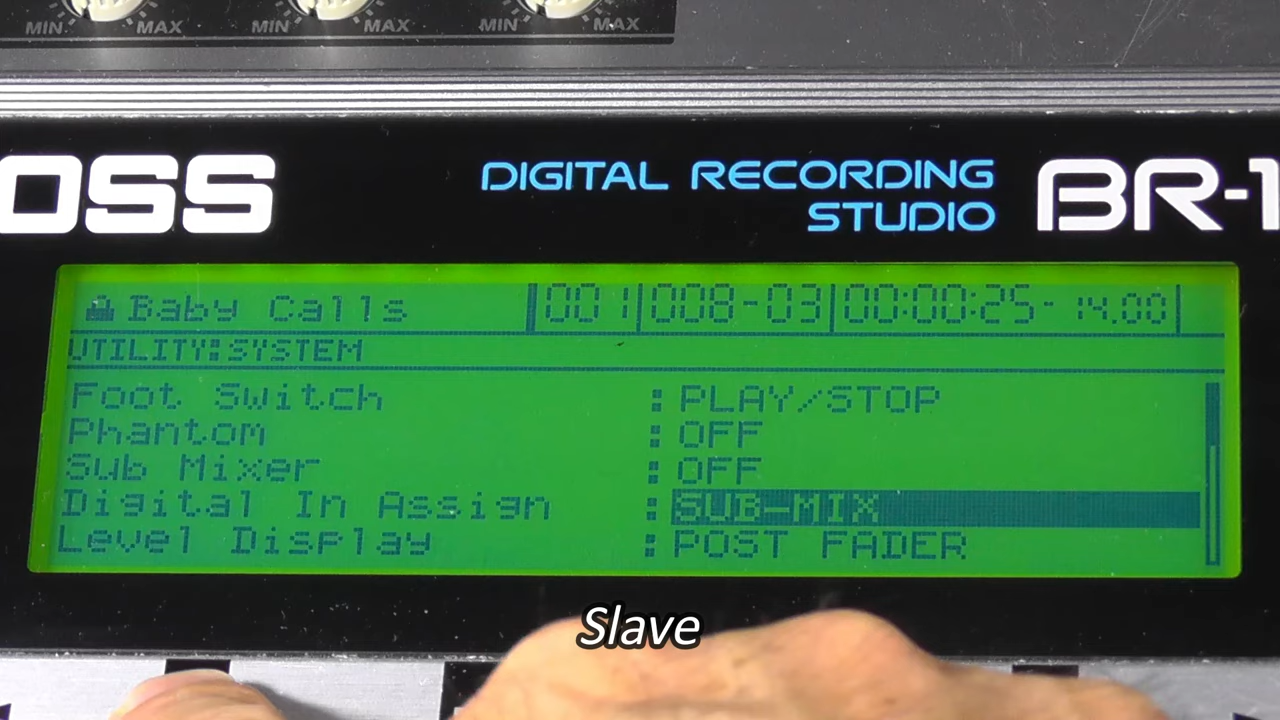 MIN MAX MIN MAX MIN MAX
OSS DIGITAL RECORDING STUDIO BR-1
Baby Calls 001 008-03 00:00:25- 14.00
UTILITY:SYSTEM
Foot Switch : PLAY/STOP
Phantom : OFF
Sub Mixer : OFF
Digital In Assign : SUB-MIX
Level Display : POST FADER
Slave